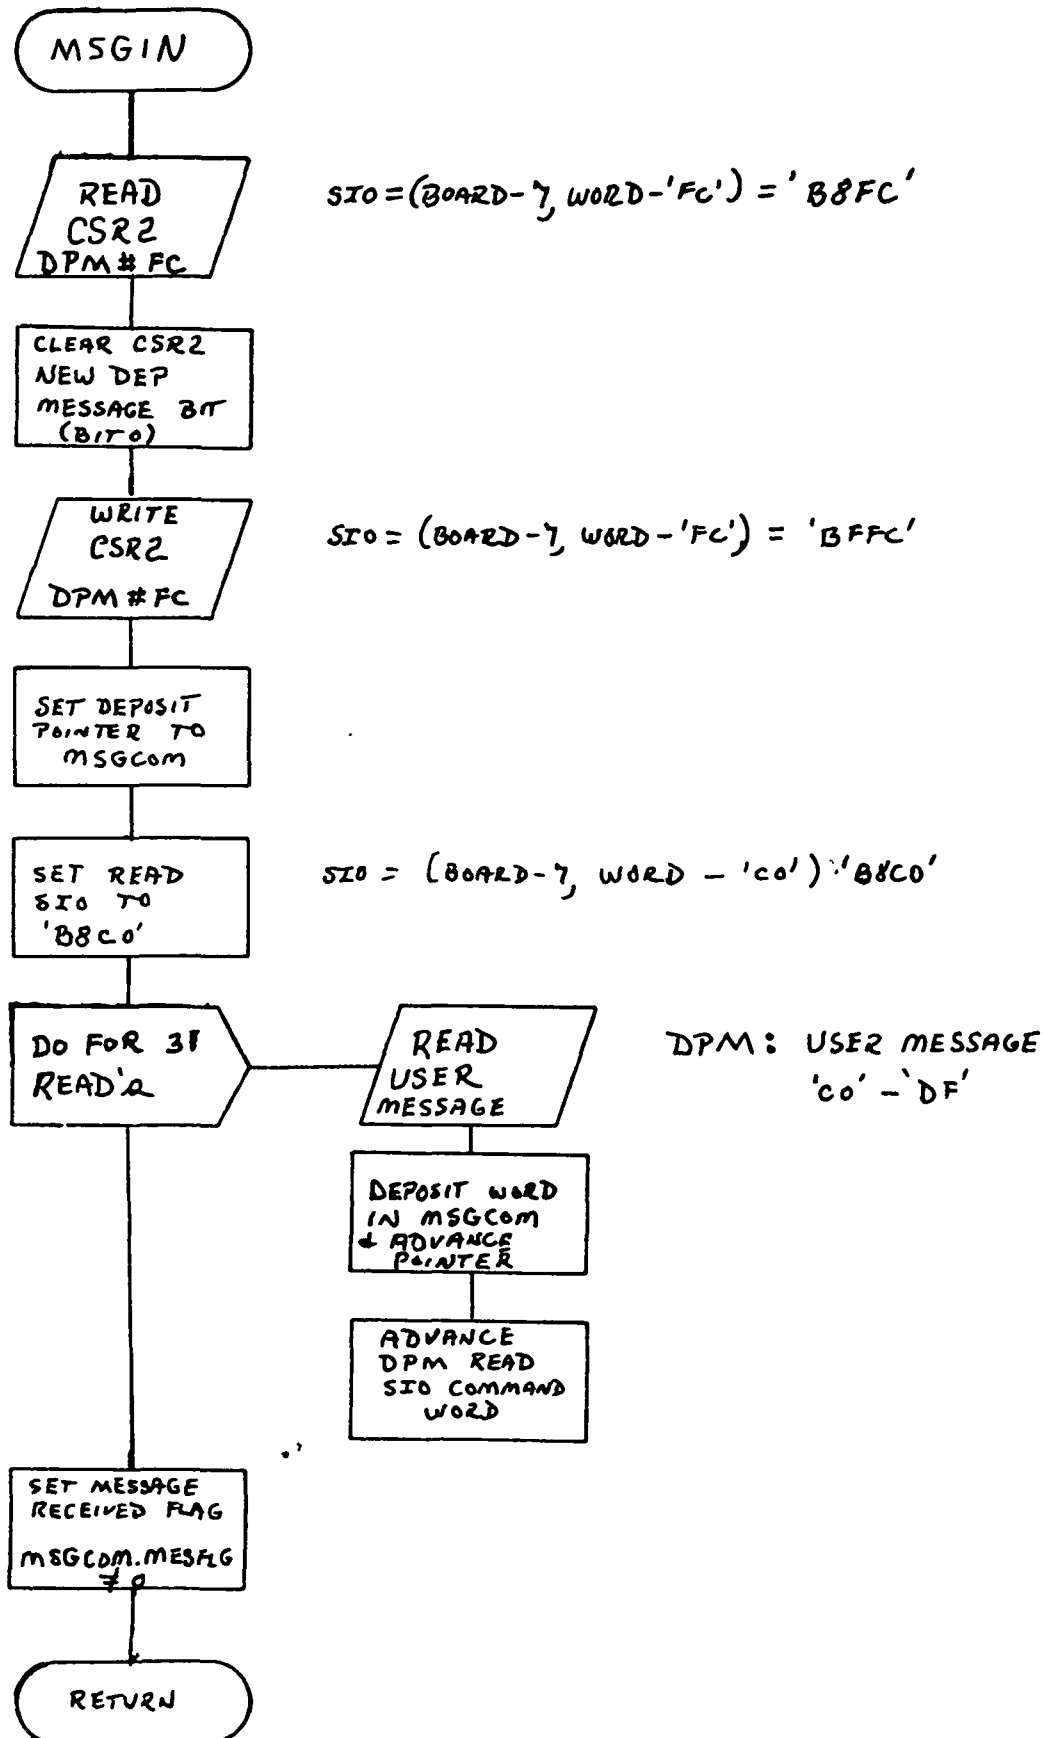 MSGIN
READ
CSR2
DPM # FC
SIO = (BOARD-7, WORD-'FC') = 'B8FC'
CLEAR CSR2
NEW DEP
MESSAGE BIT
(BIT 0)
WRITE
CSR2
DPM # FC
SIO = (BOARD-7, WORD-'FC') = 'BFFC'
SET DEPOSIT
POINTER TO
MSGCOM
SET READ
SIO TO
'B8C0'
SIO = (BOARD-7, WORD - 'C0') 'B8C0'
DO FOR 31
READ'S
READ
USER
MESSAGE
DPM: USER MESSAGE
'C0' - 'DF'
DEPOSIT WORD
IN MSGCOM
& ADVANCE
POINTER
ADVANCE
DPM READ
SIO COMMAND
WORD
SET MESSAGE
RECEIVED FLAG
MSGCOM.MESFLG
≠ 0
RETURN